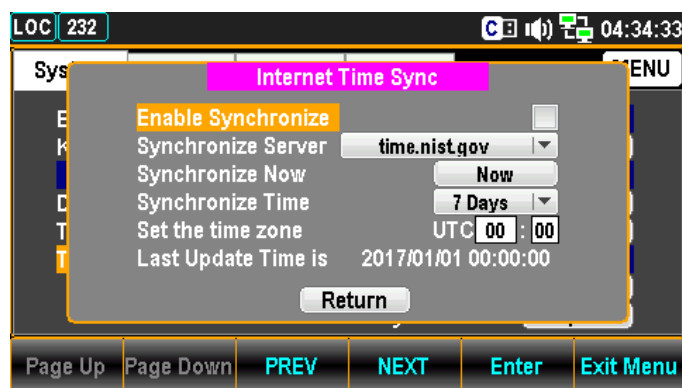 LOC 232 C 04:34:33
Sys MENU
Internet Time Sync
Enable Synchronize
Synchronize Server time.nist.gov
Synchronize Now Now
Synchronize Time 7 Days
Set the time zone UTC 00 : 00
Last Update Time is 2017/01/01 00:00:00
Return
Page Up Page Down PREV NEXT Enter Exit Menu